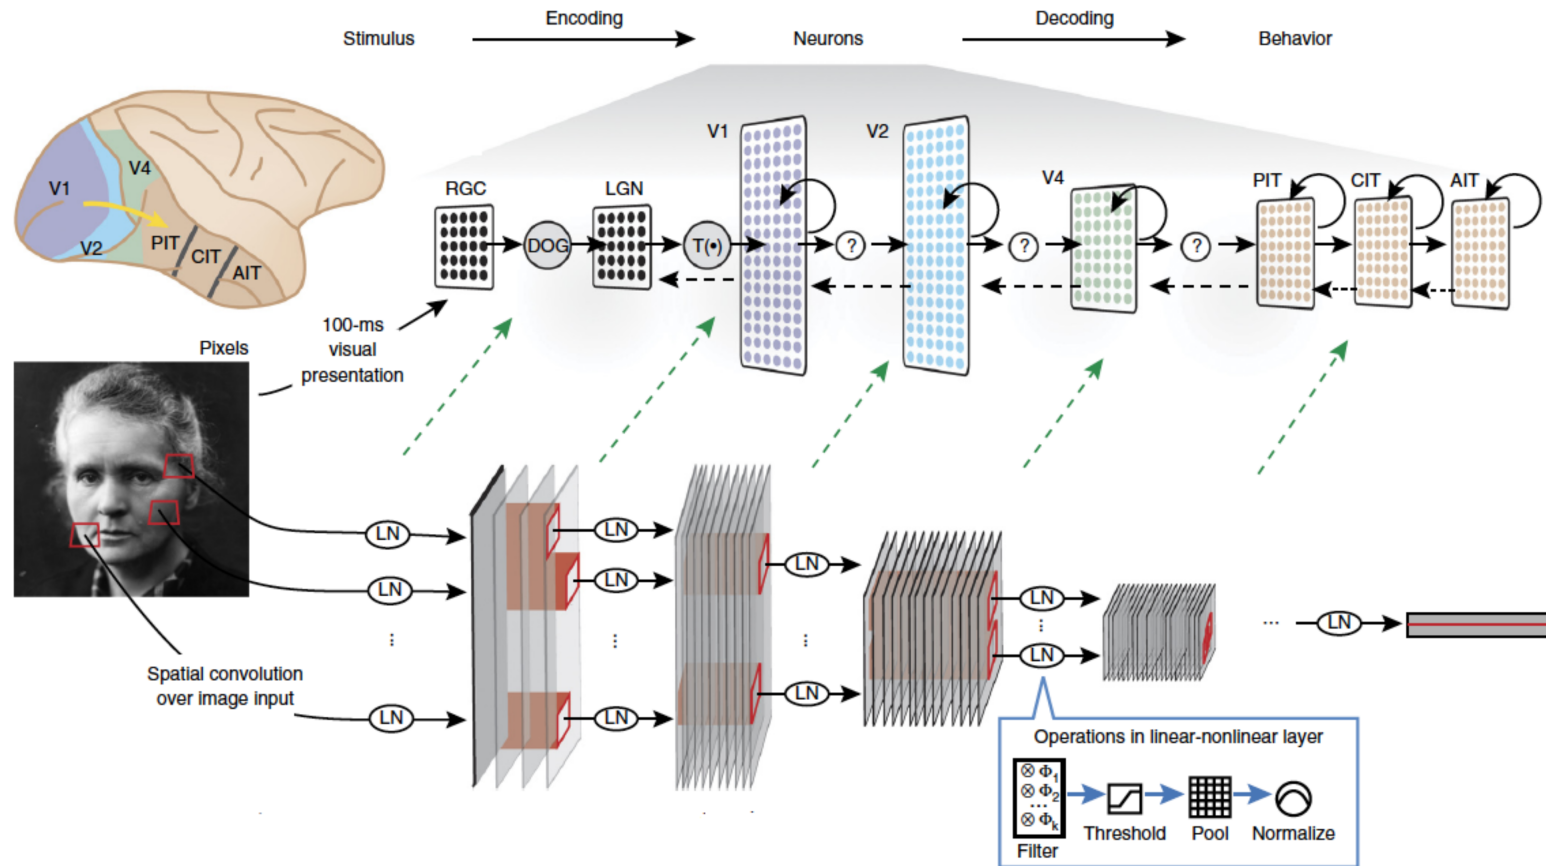 Stimulus
Encoding
Neurons
Decoding
Behavior
V1
V2
V4
PIT
CIT
AIT
RGC
DOG
LGN
T(•)
V1
?
V2
?
V4
?
PIT
CIT
AIT
100-ms
visual
presentation
Pixels
Spatial convolution
over image input
LN
LN
...
LN
LN
LN
...
LN
LN
...
LN
LN
...
LN
...
LN
Operations in linear-nonlinear layer
⊗ Φ1
⊗ Φ2
...
⊗ Φk
Filter
Threshold
Pool
Normalize